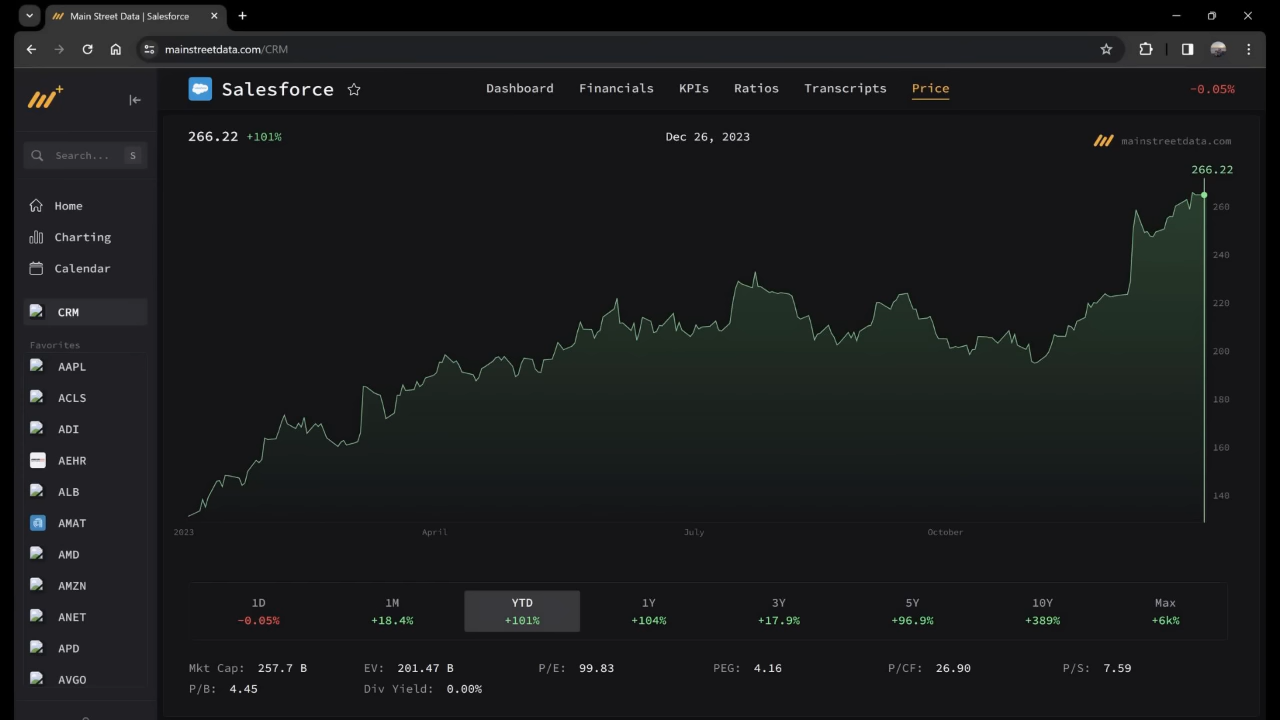 Main Street Data | Salesforce
mainstreetdata.com/CRM
Salesforce
Dashboard Financials KPIs Ratios Transcripts Price
-0.05%
Search... S
Home
Charting
Calendar
CRM
Favorites
AAPL
ACLS
ADI
AEHR
ALB
AMAT
AMD
AMZN
ANET
APD
AVGO
266.22 +101%
Dec 26, 2023
mainstreetdata.com
266.22
260
240
220
200
180
160
140
2023 April July October
1D 1M YTD 1Y 3Y 5Y 10Y Max
-0.05% +18.4% +101% +104% +17.9% +96.9% +389% +6k%
Mkt Cap: 257.7 B EV: 201.47 B P/E: 99.83 PEG: 4.16 P/CF: 26.90 P/S: 7.59
P/B: 4.45 Div Yield: 0.00%